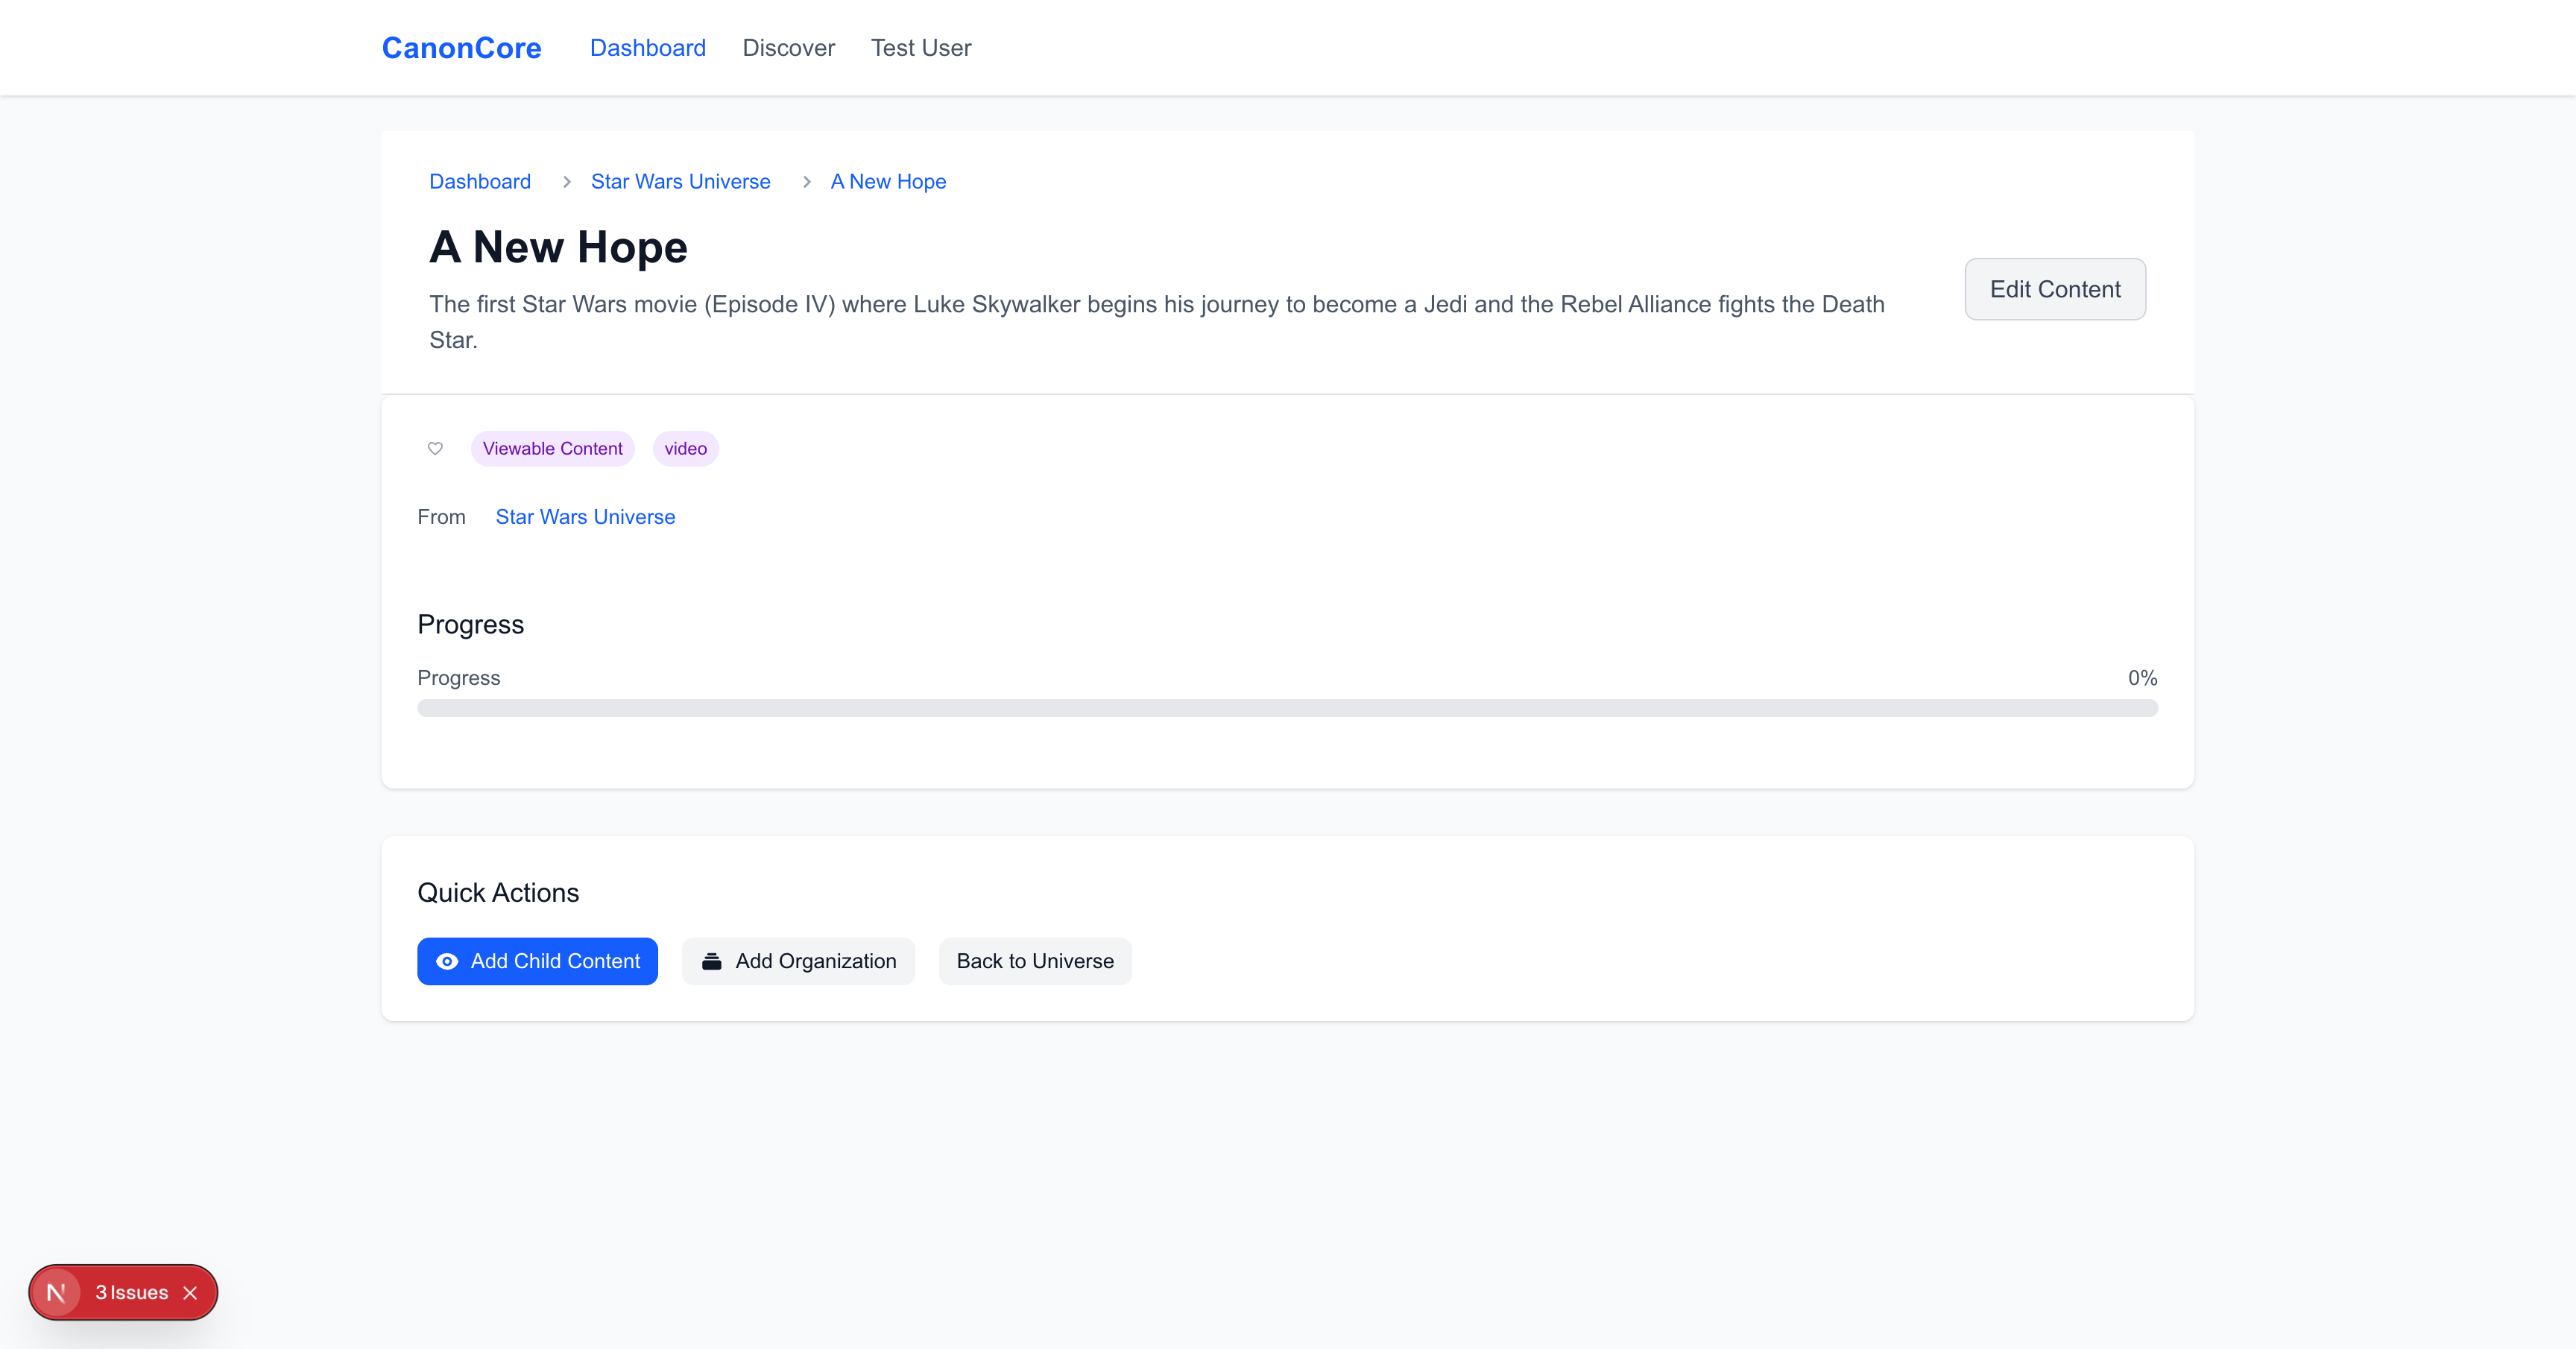 CanonCore Dashboard Discover Test User
Dashboard Star Wars Universe A New Hope
A New Hope
The first Star Wars movie (Episode IV) where Luke Skywalker begins his journey to become a Jedi and the Rebel Alliance fights the Death
Star.
Edit Content
Viewable Content video
From Star Wars Universe
Progress
Progress 0%
Quick Actions
Add Child Content Add Organization Back to Universe
N 3 Issues